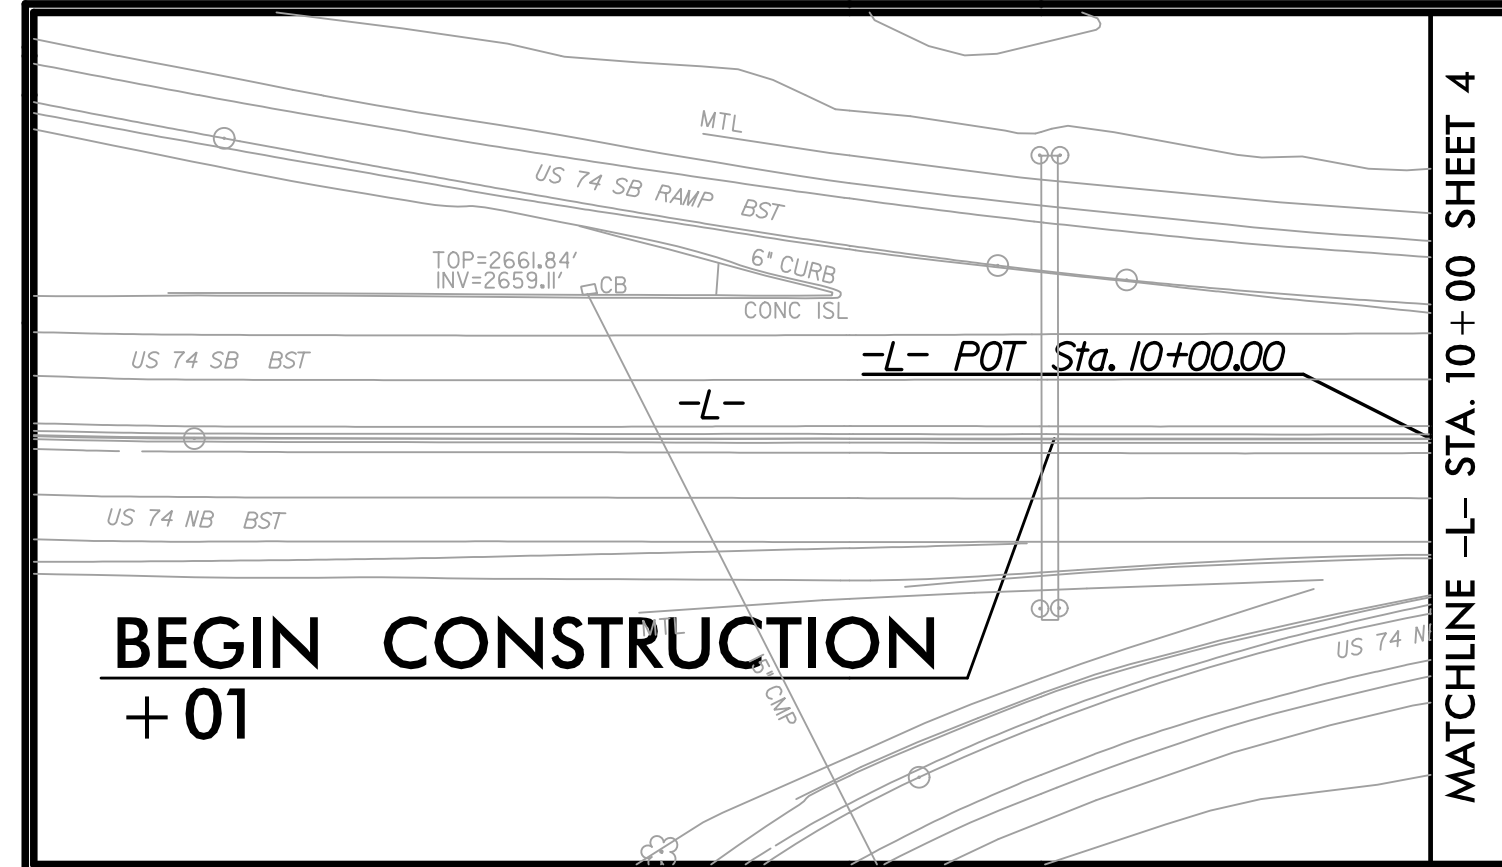 MTL
US 74 SB RAMP BST
TOP=2661.84'
INV=2659.11'
CB
6" CURB
CONC ISL
US 74 SB BST
-L- POT Sta. 10+00.00
-L-
US 74 NB BST
BEGIN CONSTRUCTION
+01
MTL
15" CMP
US 74 NB
MATCHLINE -L- STA. 10+00 SHEET 4